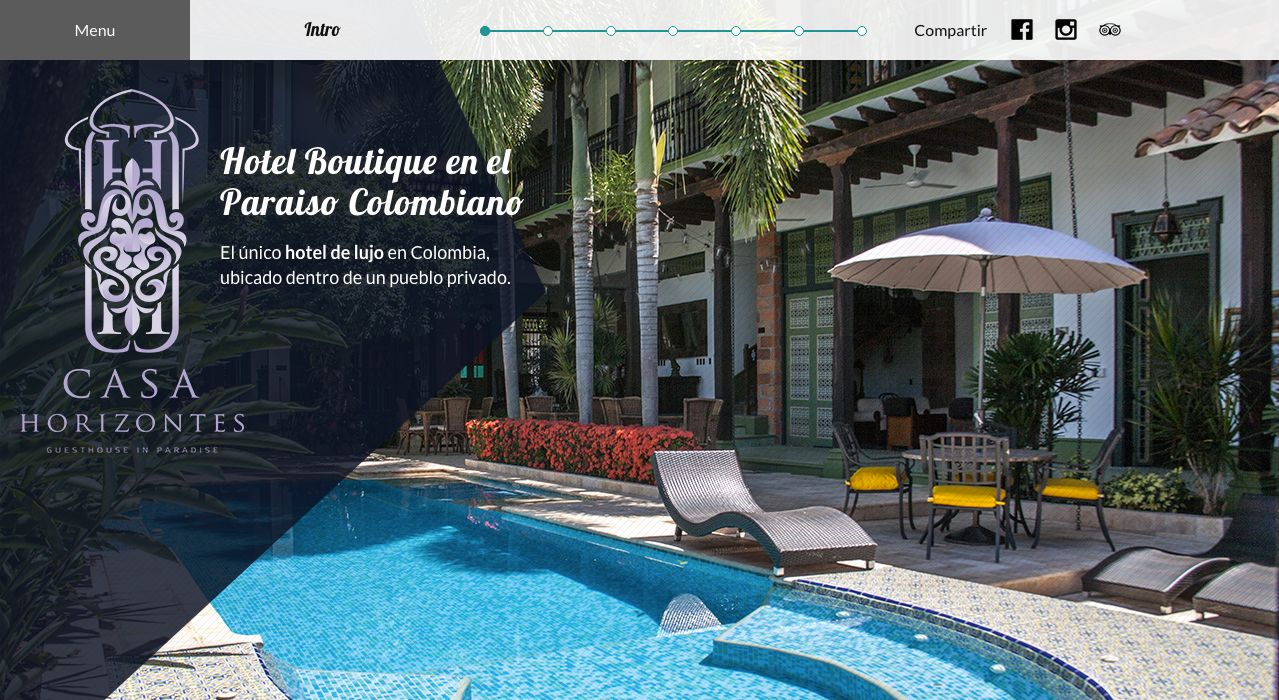 Menu
Intro
Compartir
Hotel Boutique en el
Paraiso Colombiano
El único hotel de lujo en Colombia,
ubicado dentro de un pueblo privado.
H
H
CASA
HORIZONTES
GUESTHOUSE IN PARADISE